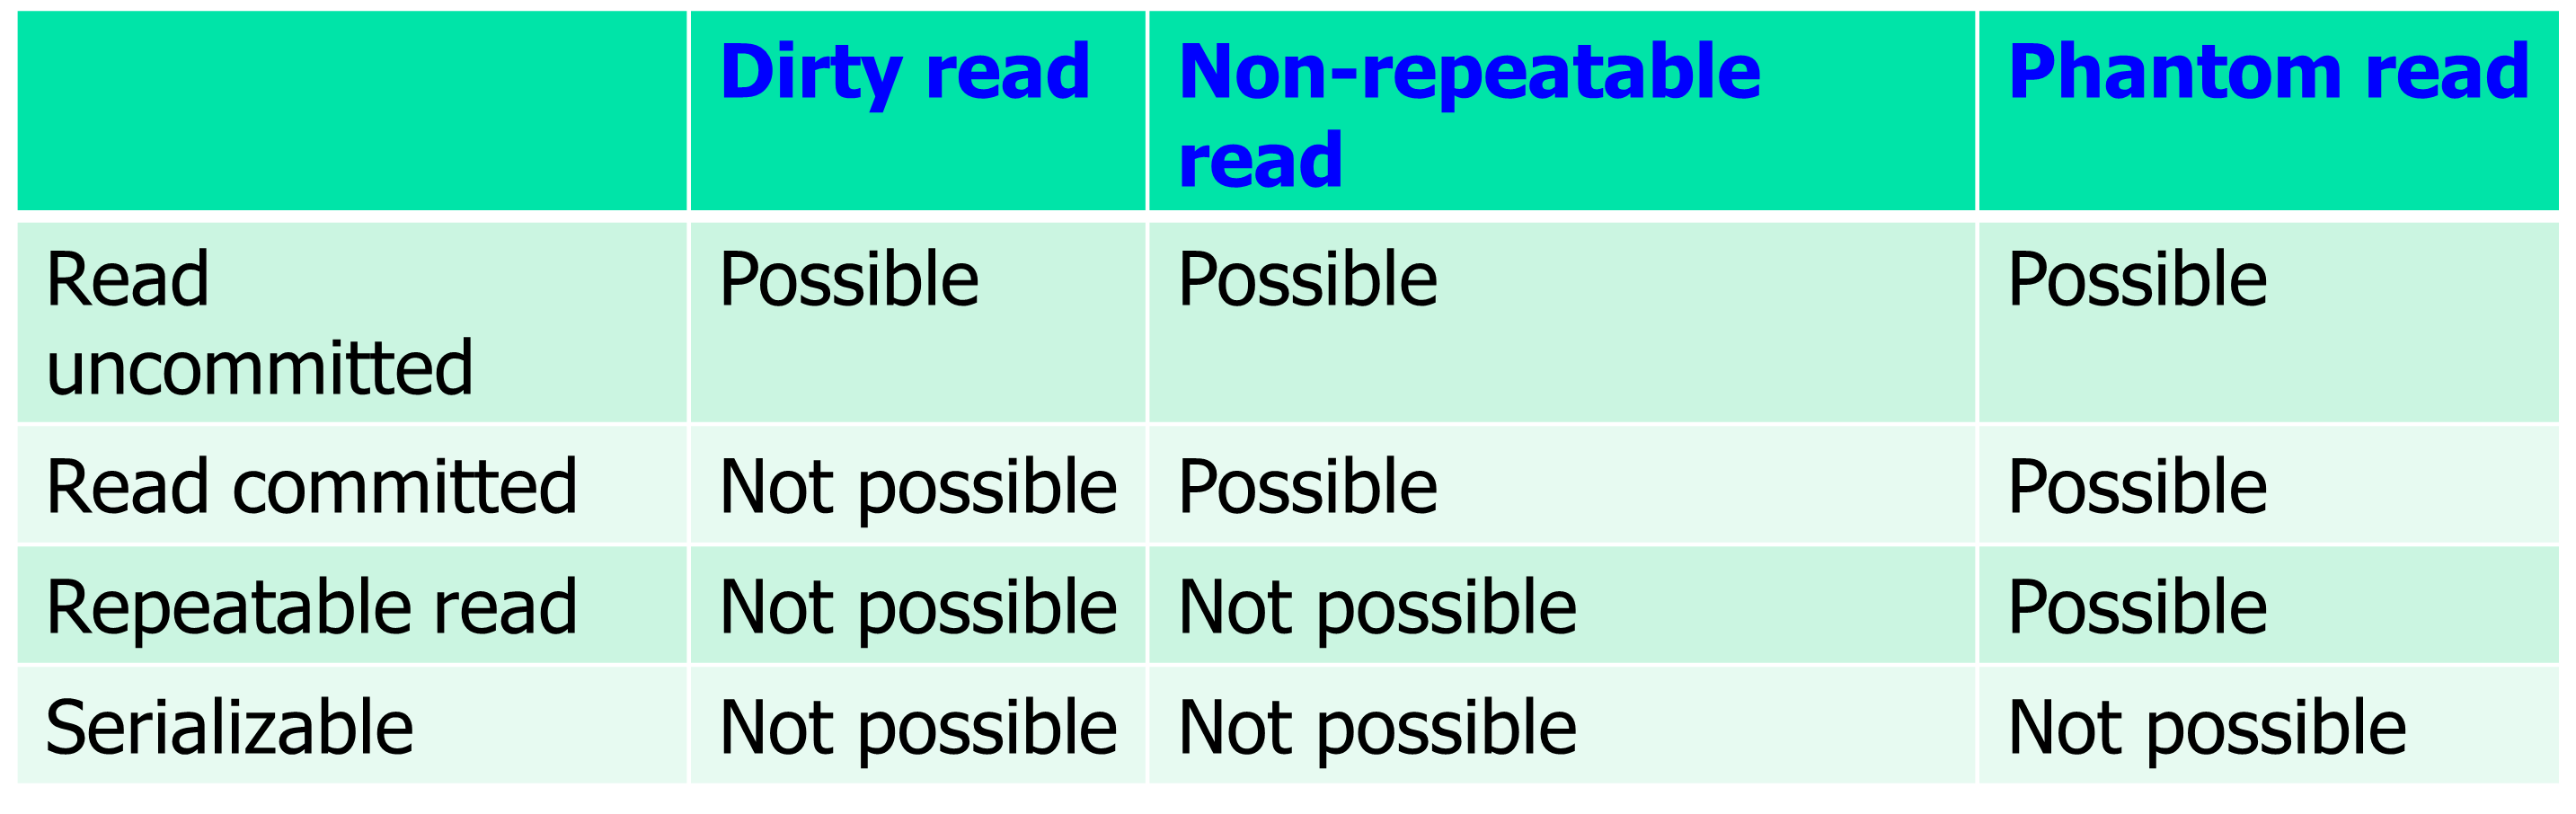 Dirty read Non-repeatable Phantom read
read
Read Possible Possible Possible
uncommitted
Read committed Not possible Possible Possible
Repeatable read Not possible Not possible Possible
Serializable Not possible Not possible Not possible